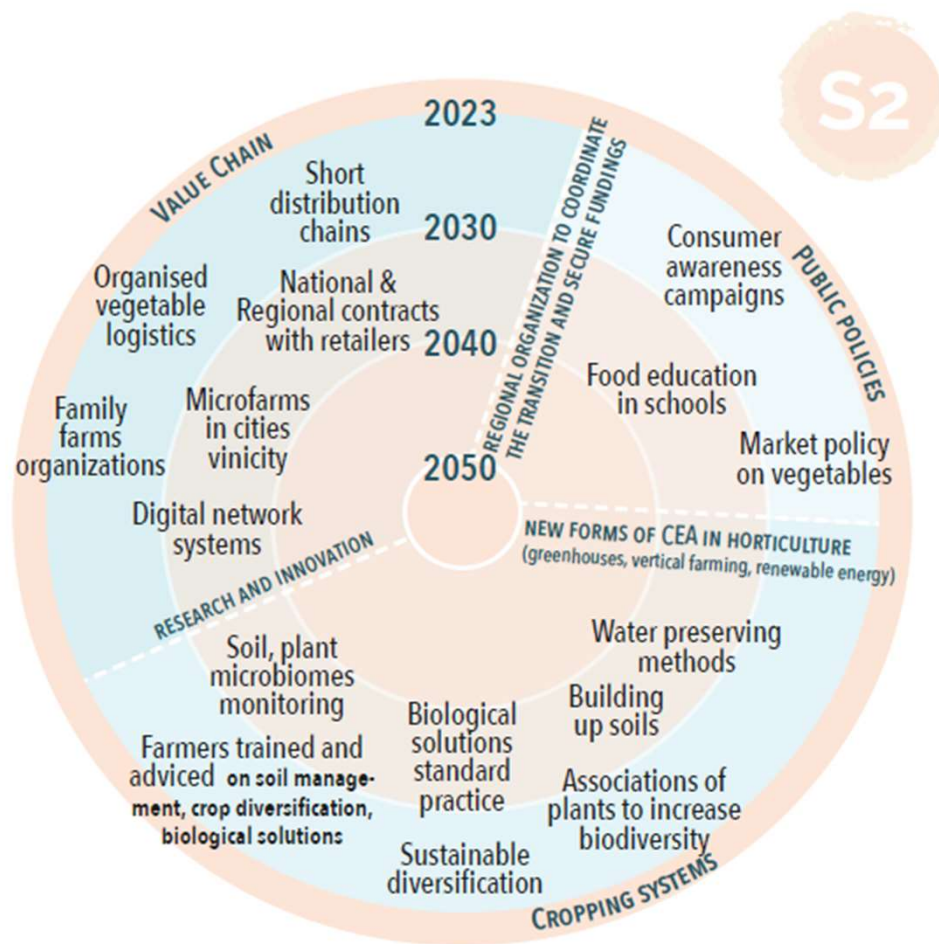 S2
2023
2030
2040
2050
VALUE CHAIN
Short
distribution
chains
Organised
vegetable
logistics
National &
Regional contracts
with retailers
Family
farms
organizations
Microfarms
in cities
vinicity
Digital network
systems
REGIONAL ORGANIZATION TO COORDINATE
THE TRANSITION AND SECURE FUNDINGS
PUBLIC POLICIES
Consumer
awareness
campaigns
Food education
in schools
Market policy
on vegetables
NEW FORMS OF CEA IN HORTICULTURE
(greenhouses, vertical farming, renewable energy)
RESEARCH AND INNOVATION
Soil, plant
microbiomes
monitoring
Farmers trained and
adviced on soil manage-
ment, crop diversification,
biological solutions
Biological
solutions
standard
practice
Sustainable
diversification
Water preserving
methods
Building
up soils
Associations of
plants to increase
biodiversity
CROPPING SYSTEMS